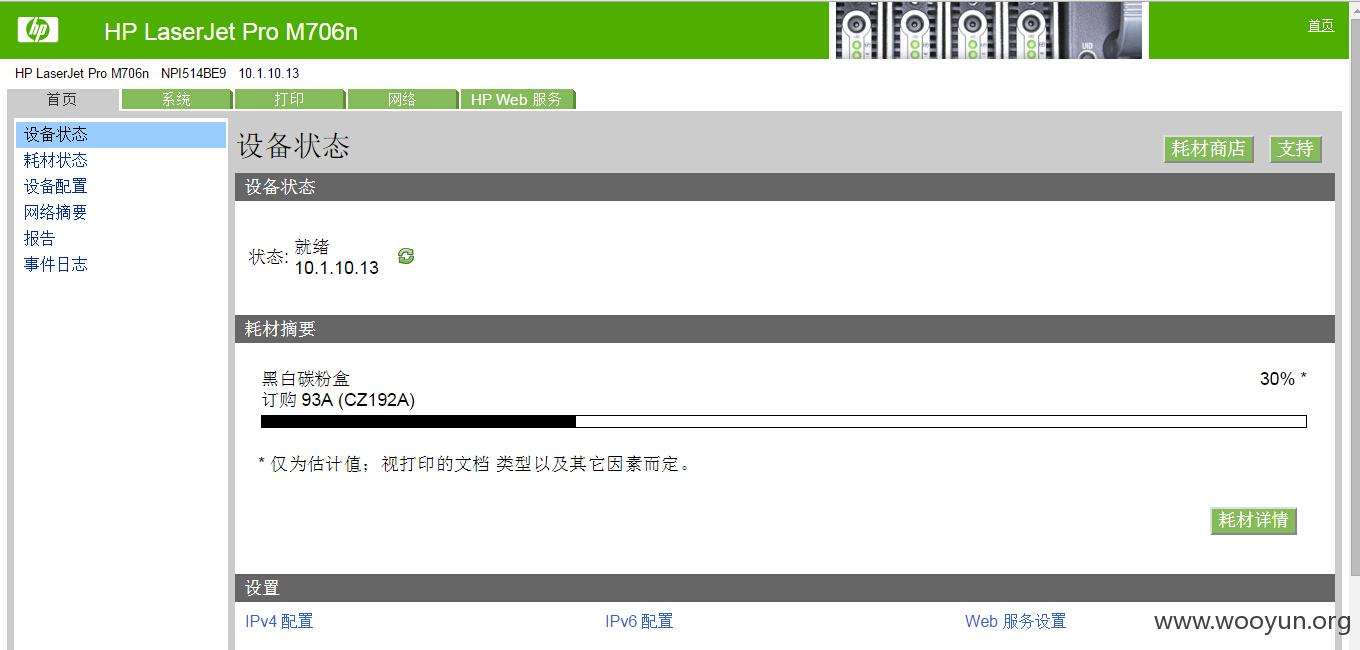 hp HP LaserJet Pro M706n 首页
HP LaserJet Pro M706n NPI514BE9 10.1.10.13
首页 系统 打印 网络 HP Web 服务
设备状态
耗材状态
设备配置
网络摘要
报告
事件日志
设备状态 耗材商店 支持
设备状态
状态: 就绪
10.1.10.13
耗材摘要
黑白碳粉盒 30% *
订购 93A (CZ192A)
* 仅为估计值；视打印的文档 类型以及其它因素而定。
耗材详情
设置
IPv4 配置 IPv6 配置 Web 服务设置
www.wooyun.org